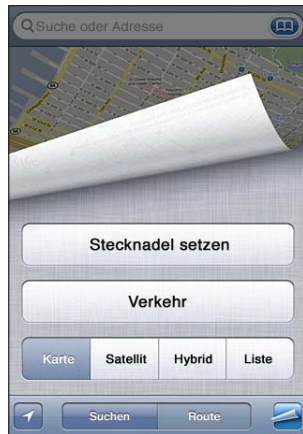 Suche oder Adresse
Stecknadel setzen
Verkehr
Karte Satellit Hybrid Liste
Suchen Route